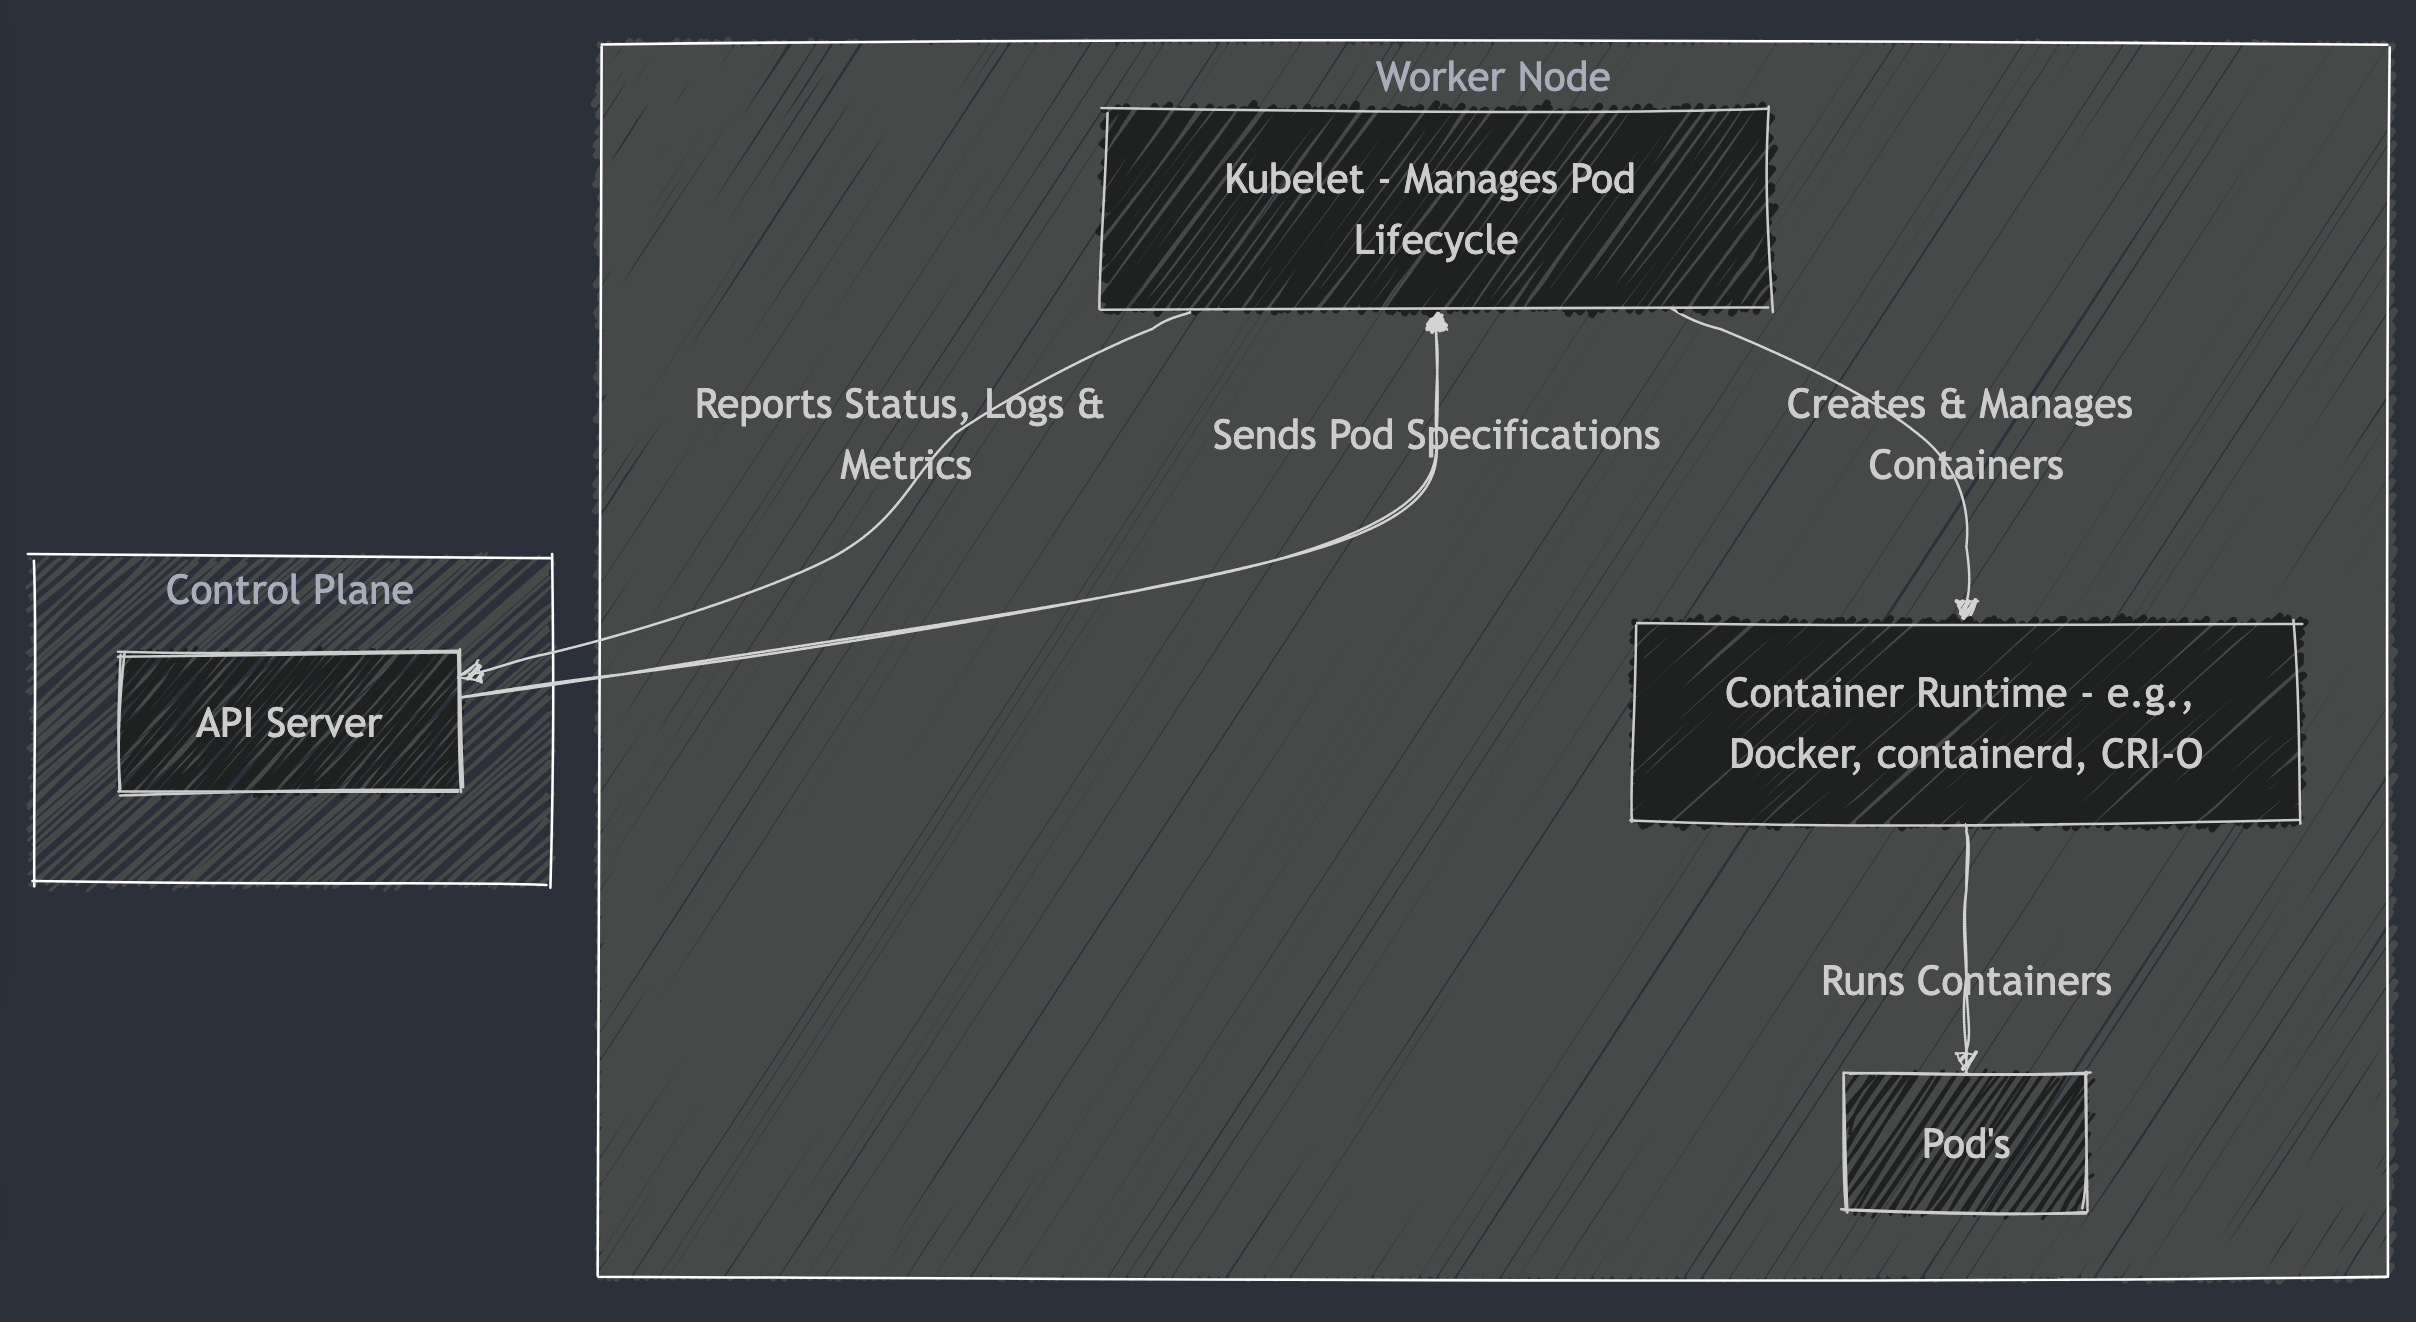 Worker Node
Kubelet - Manages Pod
Lifecycle
Reports Status, Logs &
Metrics
Sends Pod Specifications
Creates & Manages
Containers
Control Plane
API Server
Container Runtime - e.g.,
Docker, containerd, CRI-O
Runs Containers
Pod's